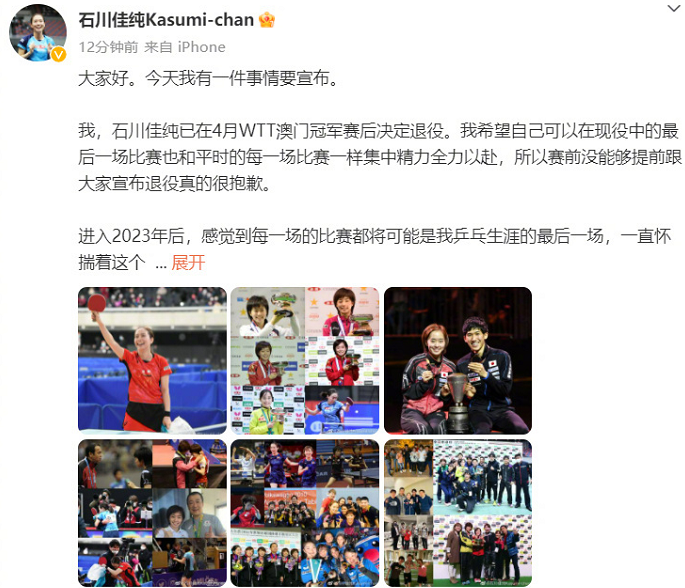 石川佳纯Kasumi-chan
12分钟前 来自 iPhone
大家好。今天我有一件事情要宣布。
我，石川佳纯已在4月WTT澳门冠军赛后决定退役。我希望自己可以在现役中的最
后一场比赛也和平时的每一场比赛一样集中精力全力以赴，所以赛前没能够提前跟
大家宣布退役真的很抱歉。
进入2023年后，感觉到每一场的比赛都将可能是我乒乓生涯的最后一场，一直怀
揣着这个 ... 展开